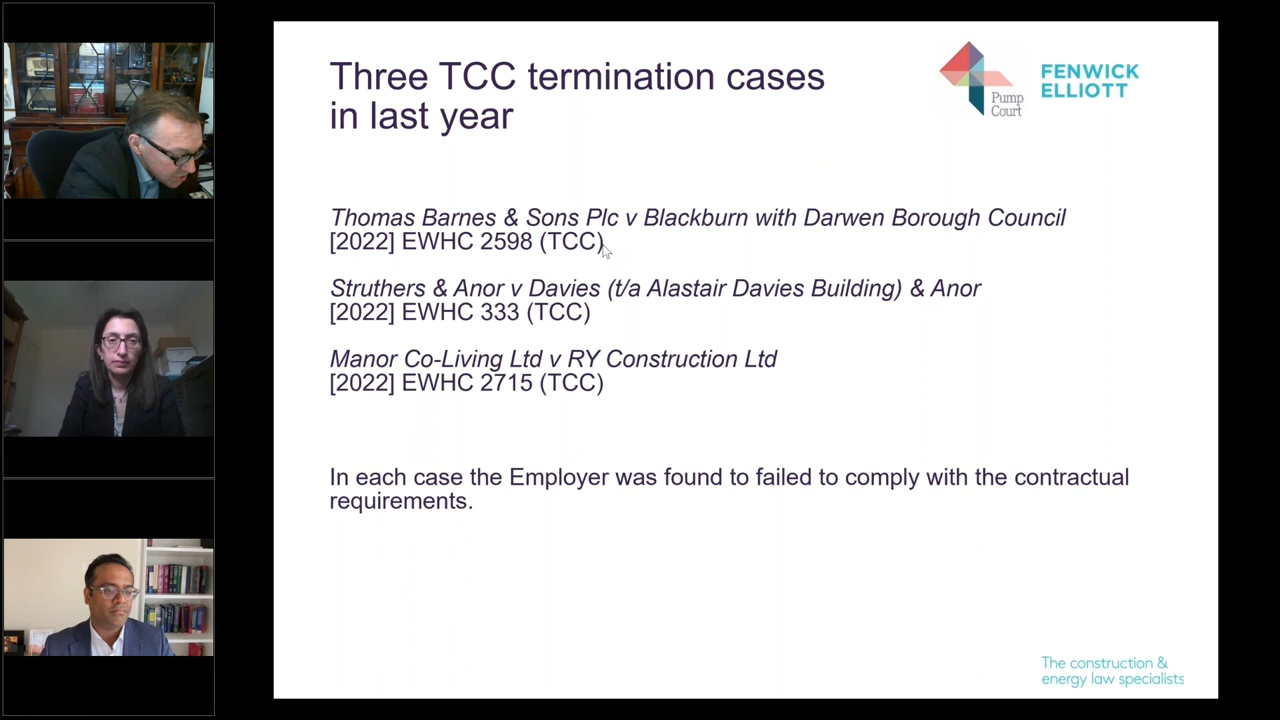 Three TCC termination cases
in last year
Pump
Court
FENWICK
ELLIOTT
Thomas Barnes & Sons Plc v Blackburn with Darwen Borough Council
[2022] EWHC 2598 (TCC)
Struthers & Anor v Davies (t/a Alastair Davies Building) & Anor
[2022] EWHC 333 (TCC)
Manor Co-Living Ltd v RY Construction Ltd
[2022] EWHC 2715 (TCC)
In each case the Employer was found to failed to comply with the contractual
requirements.
The construction &
energy law specialists